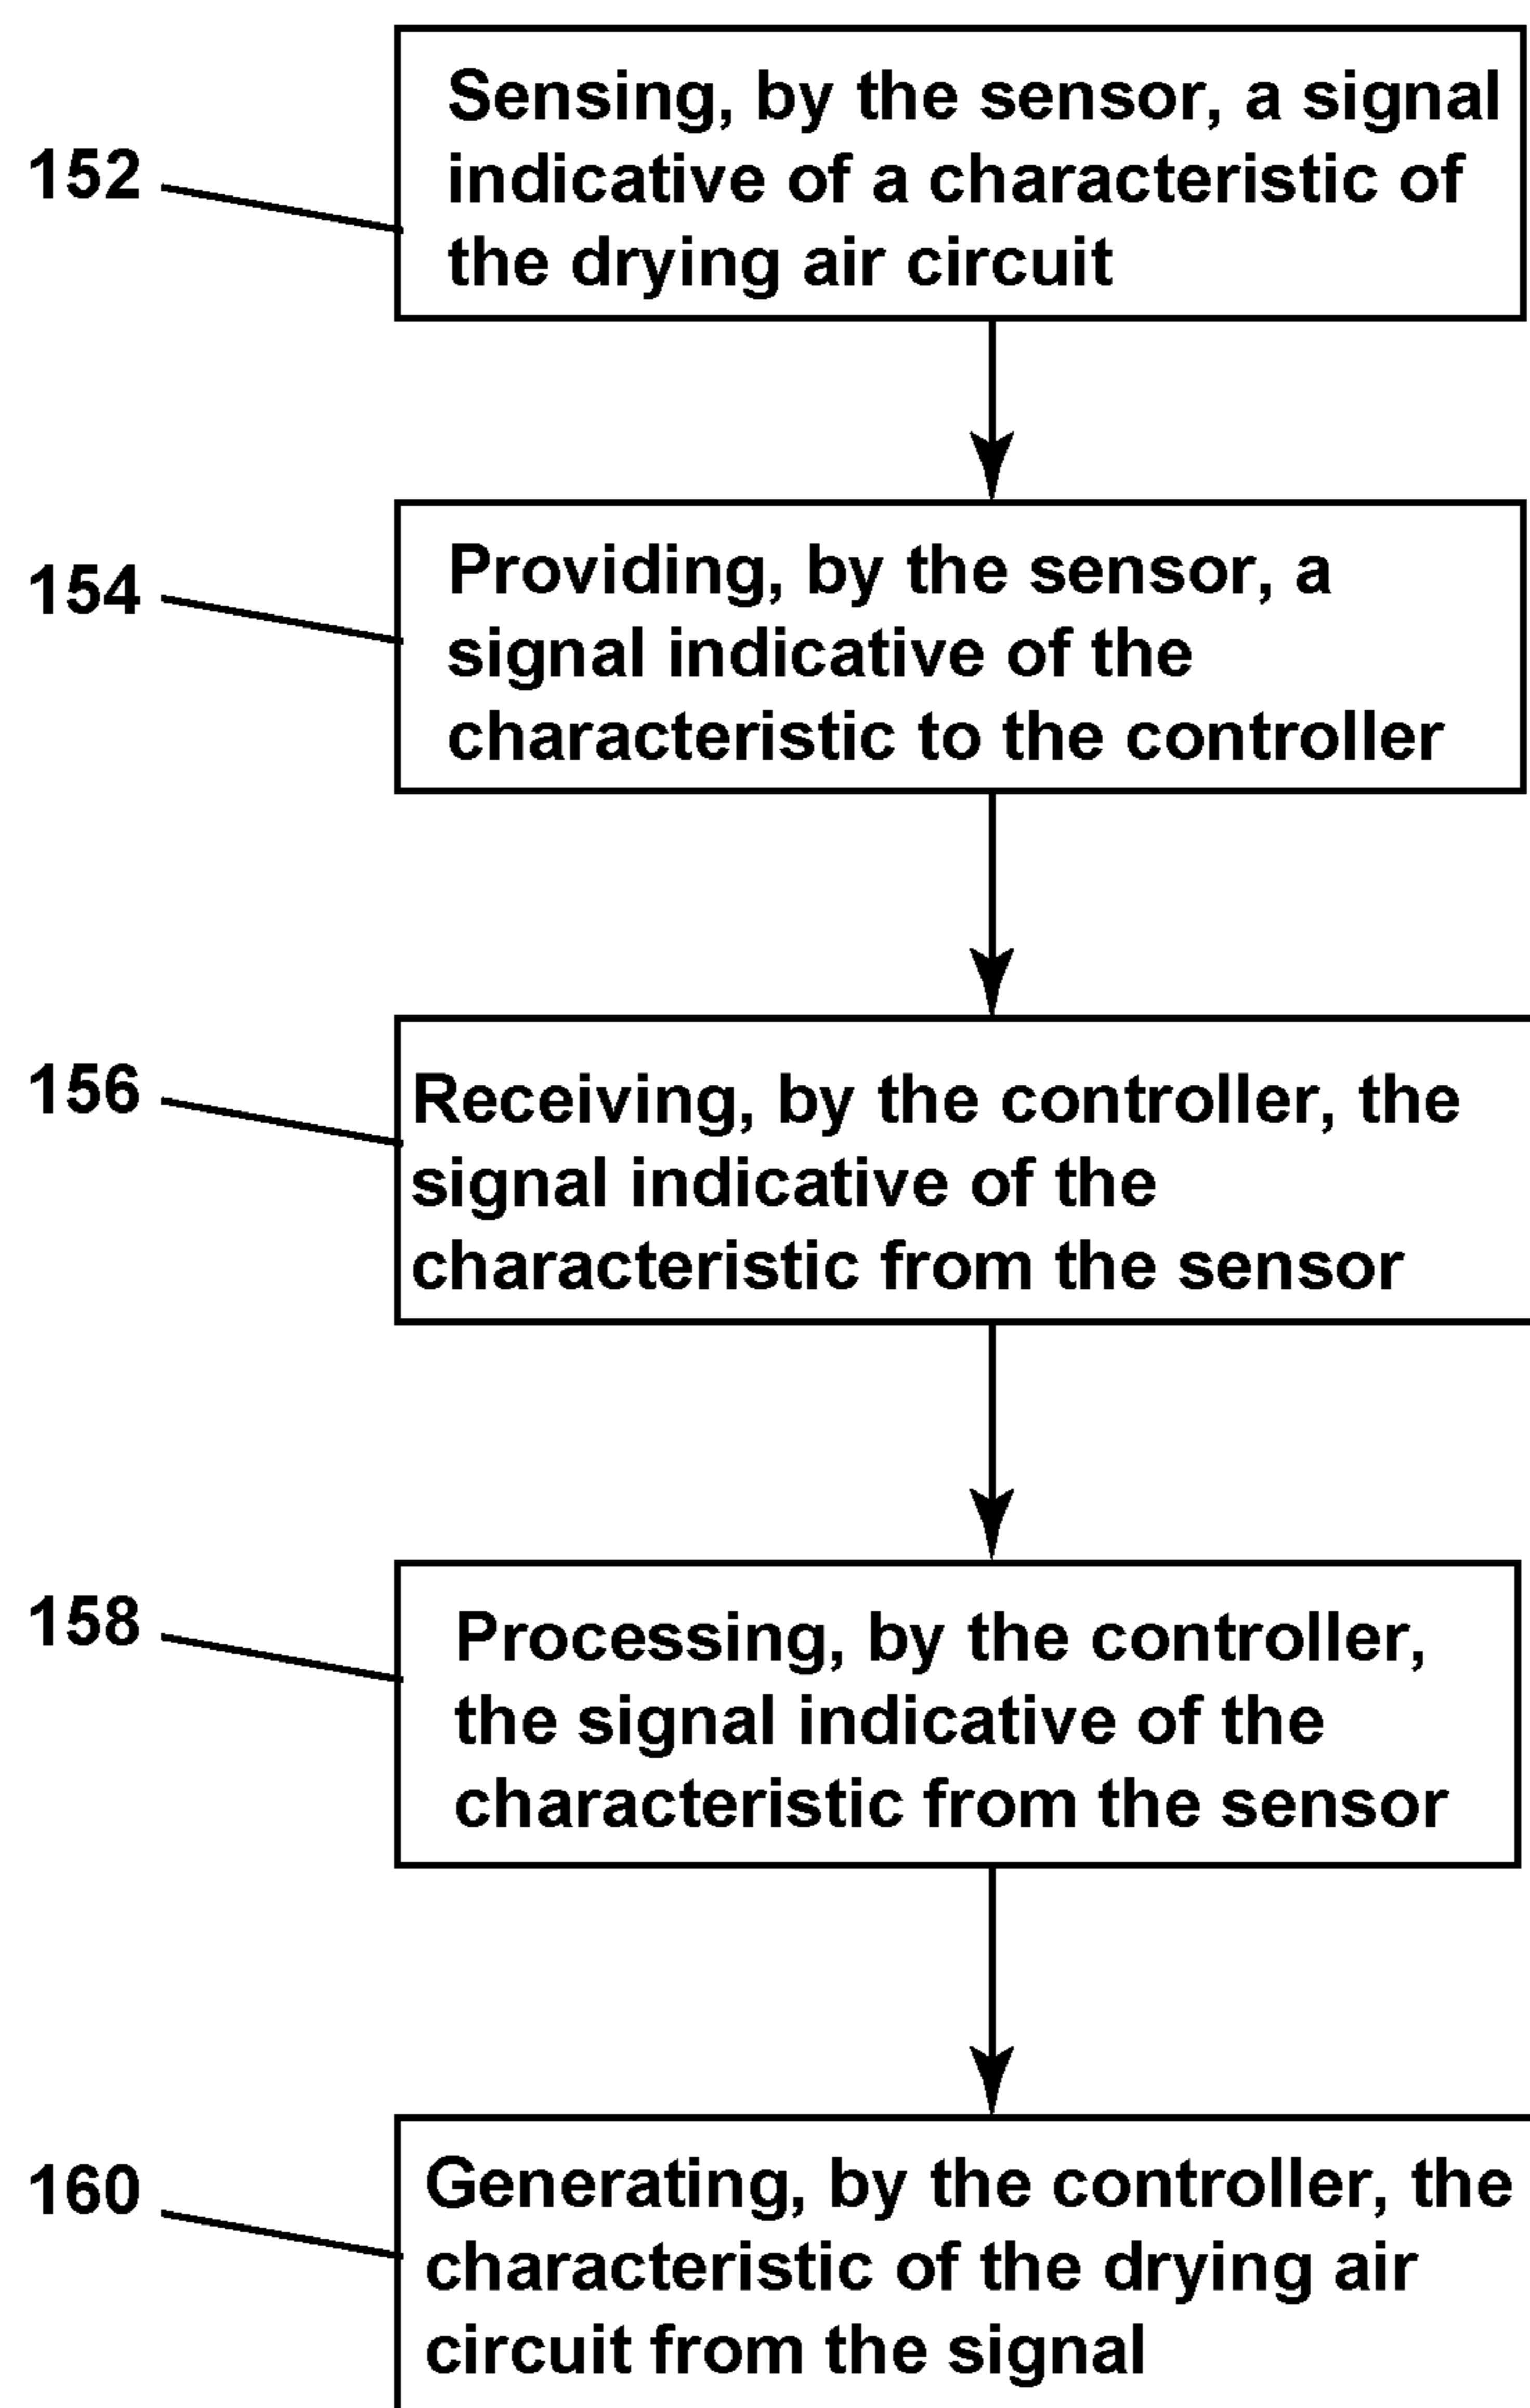 152
Sensing, by the sensor, a signal
indicative of a characteristic of
the drying air circuit
154
Providing, by the sensor, a
signal indicative of the
characteristic to the controller
156
Receiving, by the controller, the
signal indicative of the
characteristic from the sensor
158
Processing, by the controller,
the signal indicative of the
characteristic from the sensor
160
Generating, by the controller, the
characteristic of the drying air
circuit from the signal